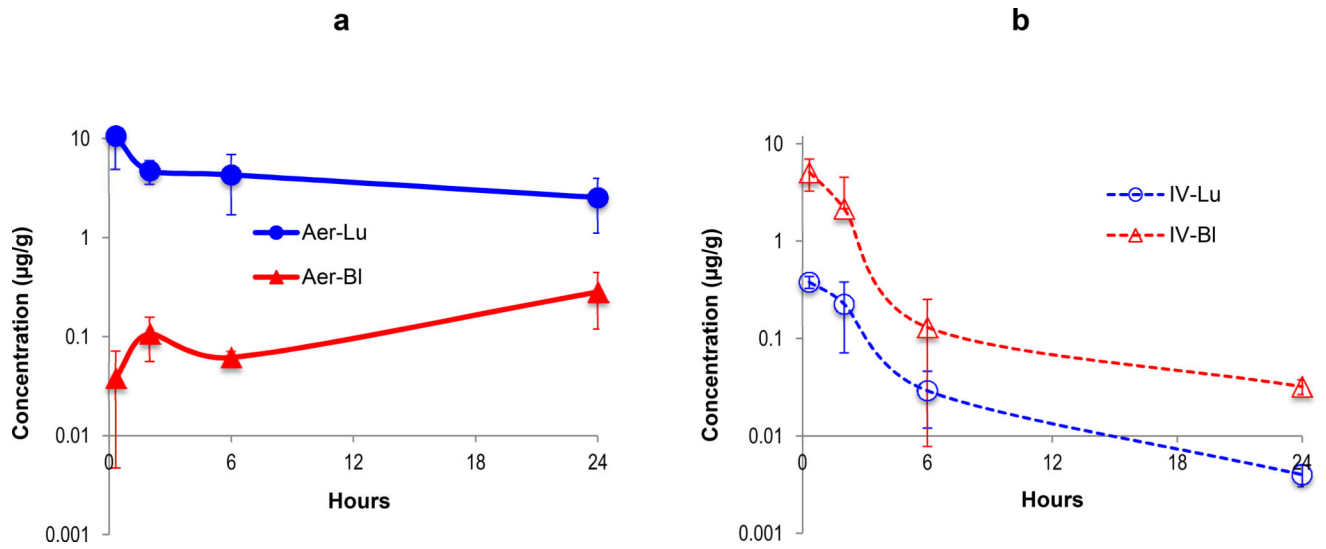 a
Concentration (µg/g)
10
1
0.1
0.01
0.001
0
6
12
18
24
Hours
Aer-Lu
Aer-Bl
b
Concentration (µg/g)
10
1
0.1
0.01
0.001
0
6
12
18
24
Hours
IV-Lu
IV-Bl